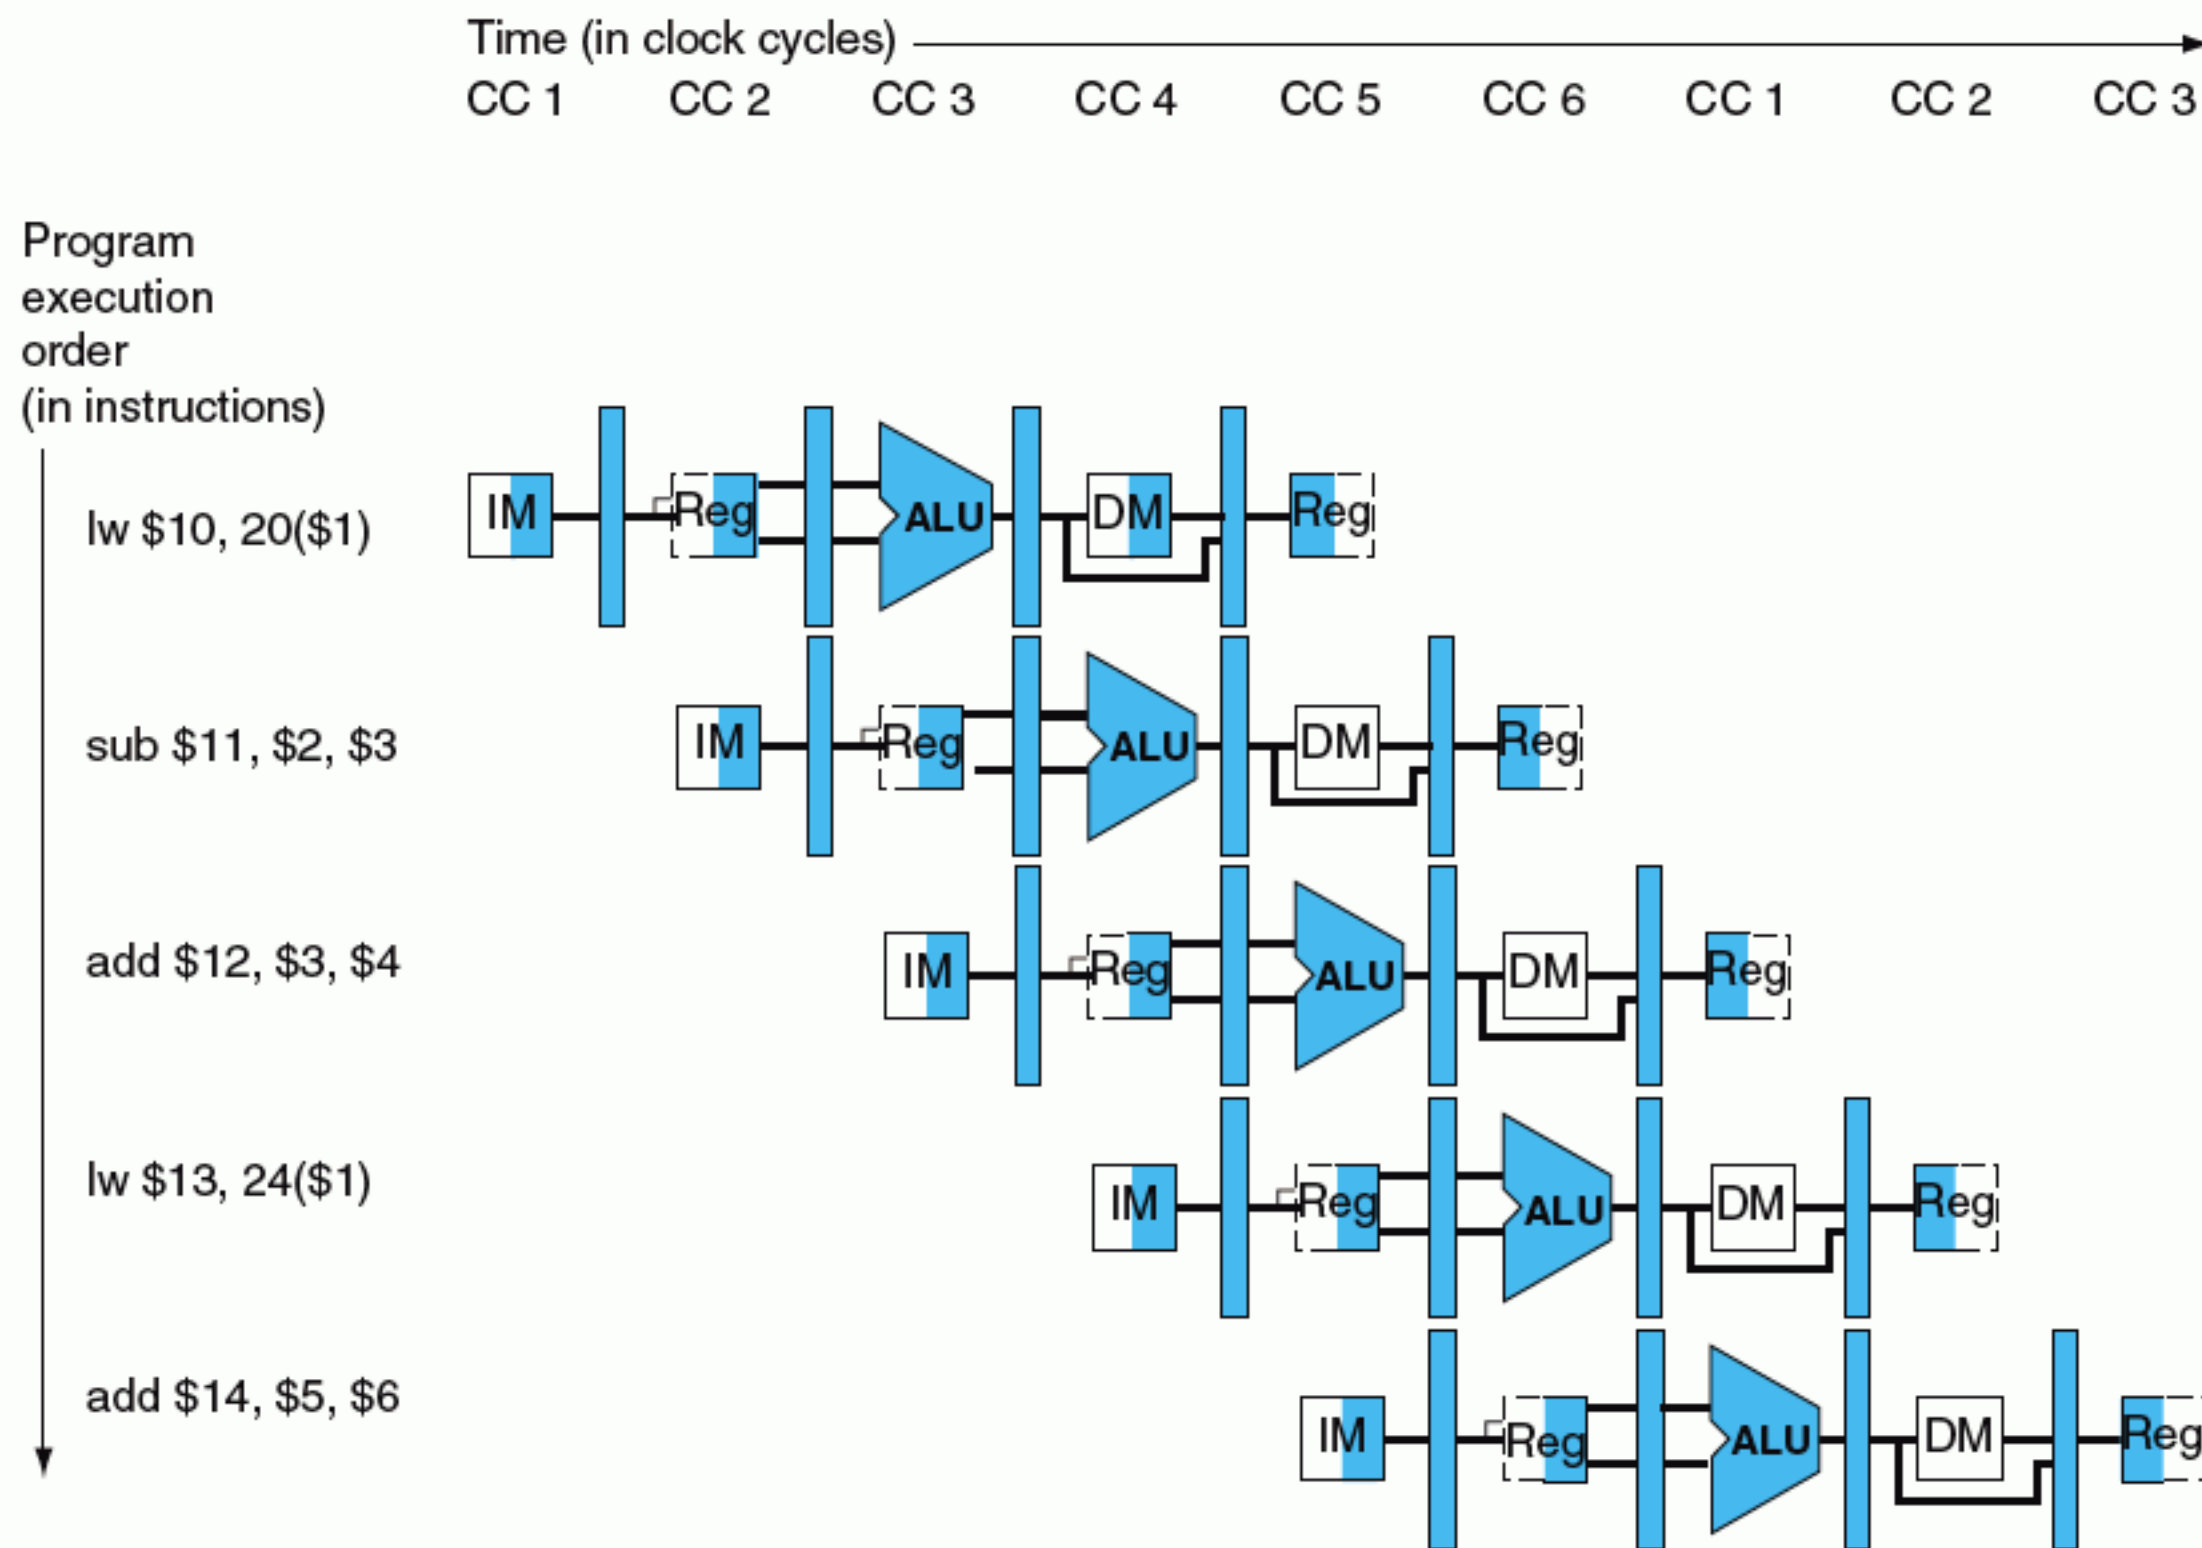 Time (in clock cycles)
CC 1 CC 2 CC 3 CC 4 CC 5 CC 6 CC 1 CC 2 CC 3
Program
execution
order
(in instructions)
lw $10, 20($1)
IM Reg ALU DM Reg
sub $11, $2, $3
IM Reg ALU DM Reg
add $12, $3, $4
IM Reg ALU DM Reg
lw $13, 24($1)
IM Reg ALU DM Reg
add $14, $5, $6
IM Reg ALU DM Reg